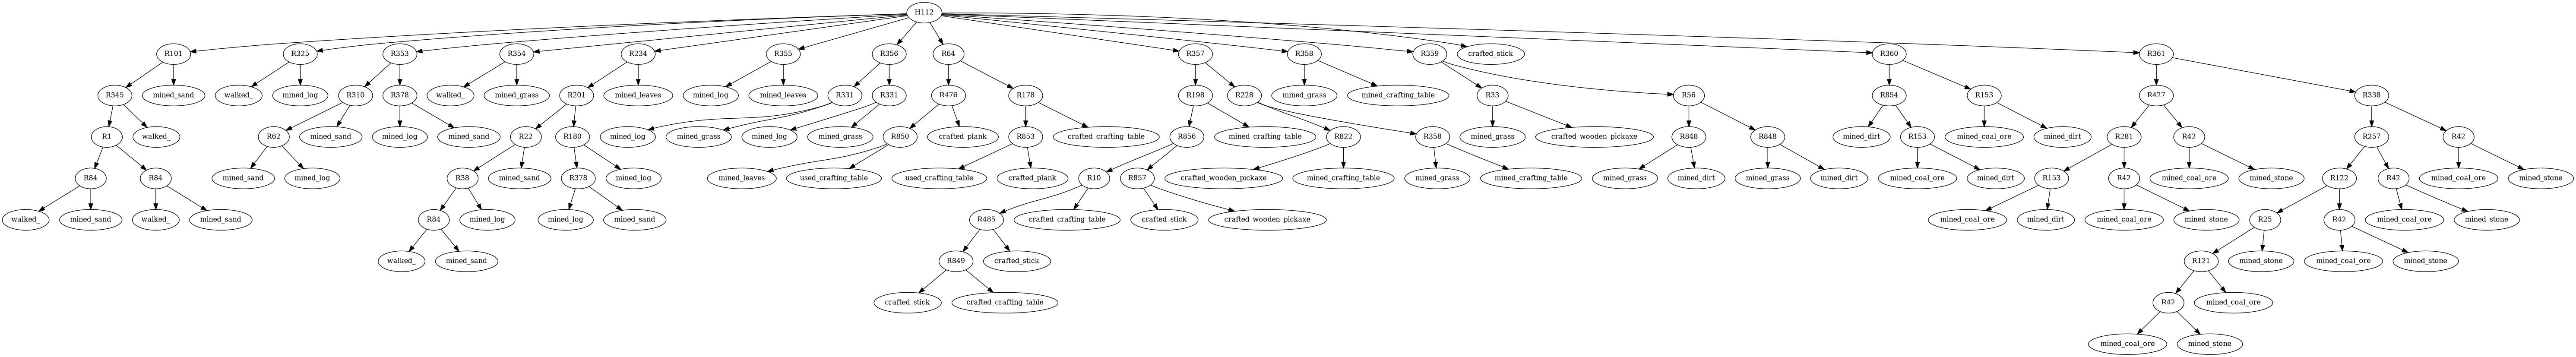 H112
R101 R325 R353 R354 R234 R355 R356 R64 R357 R358 R359 crafted_stick R360 R361
R345 mined_sand walked_ mined_log R310 R378 walked_ mined_grass R201 mined_leaves mined_log mined_leaves R331 R331 R476 R178 R198 R228 mined_grass mined_crafting_table R33 R56 R854 R153 R427 R338
R1 walked_ R62 mined_sand mined_log mined_sand R22 R180 mined_log mined_grass mined_log mined_grass R850 crafted_plank R853 crafted_crafting_table R856 mined_crafting_table R822 R358 mined_grass crafted_wooden_pickaxe R848 R848 mined_dirt R153 mined_coal_ore mined_dirt R281 R42 R257 R42
R84 R84 mined_sand mined_log R38 mined_sand R378 mined_log mined_leaves used_crafting_table used_crafting_table crafted_plank R10 R857 crafted_wooden_pickaxe mined_crafting_table mined_grass mined_crafting_table mined_grass mined_dirt mined_grass mined_dirt mined_coal_ore mined_dirt R153 R42 mined_coal_ore mined_stone R122 R42 mined_coal_ore mined_stone
walked_ mined_sand walked_ mined_sand R84 mined_log mined_log mined_sand R485 crafted_crafting_table crafted_stick crafted_wooden_pickaxe mined_coal_ore mined_dirt mined_coal_ore mined_stone R25 R42 mined_coal_ore mined_stone
walked_ mined_sand R849 crafted_stick R121 mined_stone mined_coal_ore mined_stone
crafted_stick crafted_crafting_table R42 mined_coal_ore
mined_coal_ore mined_stone